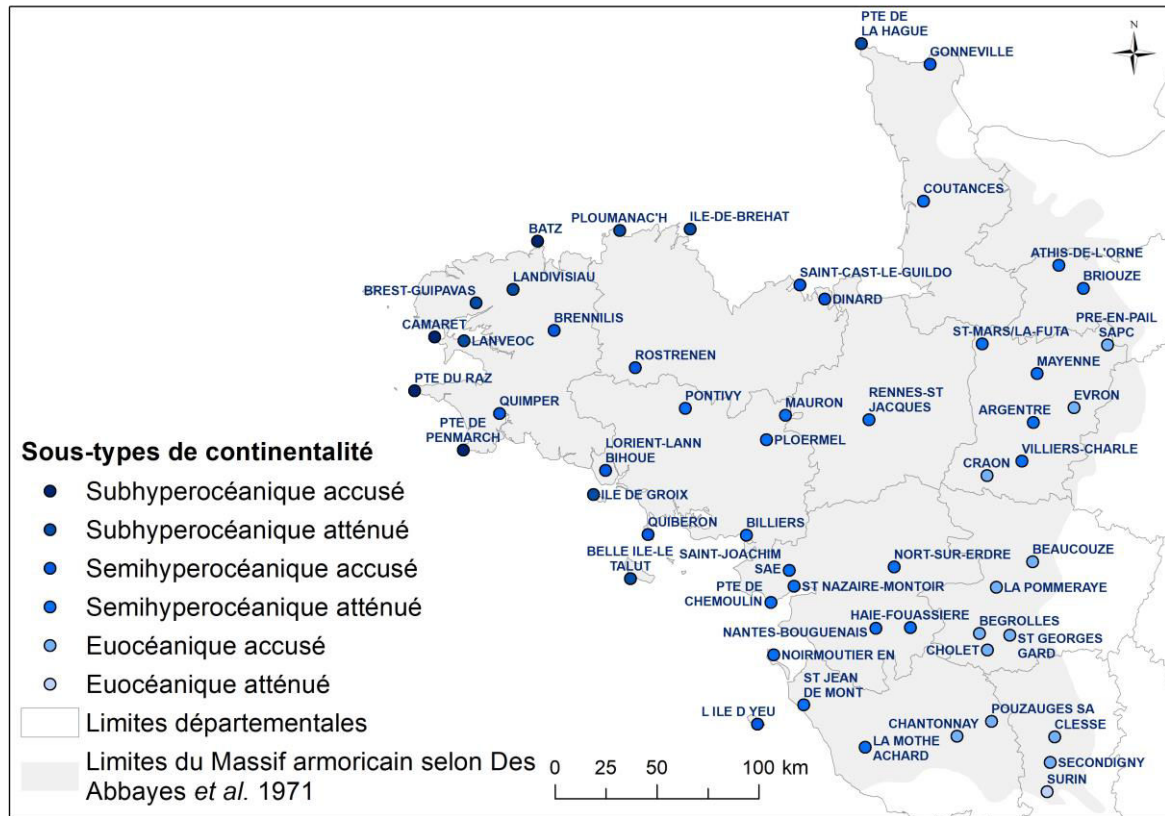 PTE DE
LA HAGUE
N
GONNEVILLE
COUTANCES
PLOUMANAC'H
ILE-DE-BREHAT
BATZ
ATHIS-DE-L'ORNE
LANDIVISIAU
SAINT-CAST-LE-GUILDO
BRIOUZE
BREST-GUIPAVAS
DINARD
CAMARET
BRENNILIS
PRE-EN-PAIL
SAPC
LANVEOC
ST-MARS/LA-FUTA
ROSTRENEN
MAYENNE
PTE DU RAZ
PONTIVY
MAURON
RENNES-ST
JACQUES
EVRON
QUIMPER
ARGENTRE
PTE DE
PENMARCH
PLOERMEL
LORIENT-LANN
BIHOUE
VILLIERS-CHARLE
CRAON
ILE DE GROIX
QUIBERON
BILLIERS
BELLE ILE-LE
TALUT
SAINT-JOACHIM
SAE
NORT-SUR-ERDRE
BEAUCOUZE
ST NAZAIRE-MONTOIR
LA POMMERAYE
PTE DE
CHEMOULIN
HAIE-FOUASSIERE
BEGROLLES
NANTES-BOUGUENAIS
ST GEORGES
GARD
CHOLET
NOIRMOUTIER EN
ST JEAN
DE MONT
L ILE D YEU
POUZAUGES SA
CHANTONNAY
CLESSE
LA MOTHE
ACHARD
SECONDIGNY
SURIN
Sous-types de continentalité
Subhyperocéanique accusé
Subhyperocéanique atténué
Semihyperocéanique accusé
Semihyperocéanique atténué
Euocéanique accusé
Euocéanique atténué
Limites départementales
Limites du Massif armoricain selon Des
Abbayes et al. 1971
0 25 50 100 km